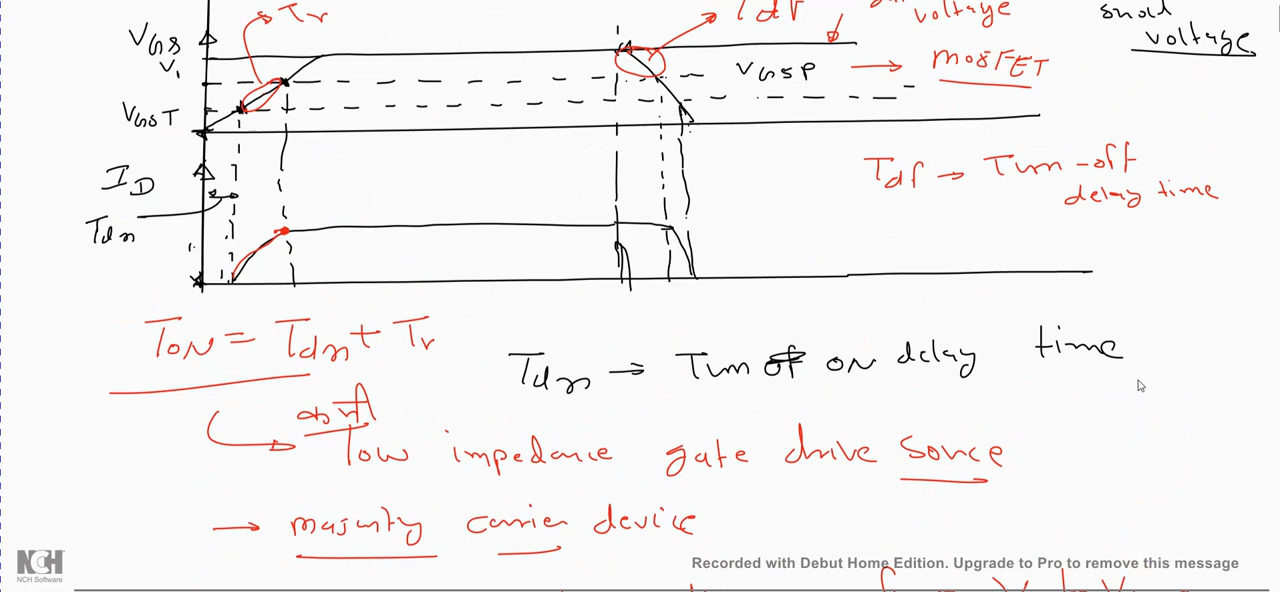 Tr
Tdf
voltage
voltage
VGS
V1
VGSP → MOSFET
VGST
ID
Tdf → Turn-off
delay time
Tdn
TON = Tdn + Tr
Tdn → Turn on delay time
low impedance gate drive source
→ majority carrier device
NCH
NCH Software
Recorded with Debut Home Edition. Upgrade to Pro to remove this message